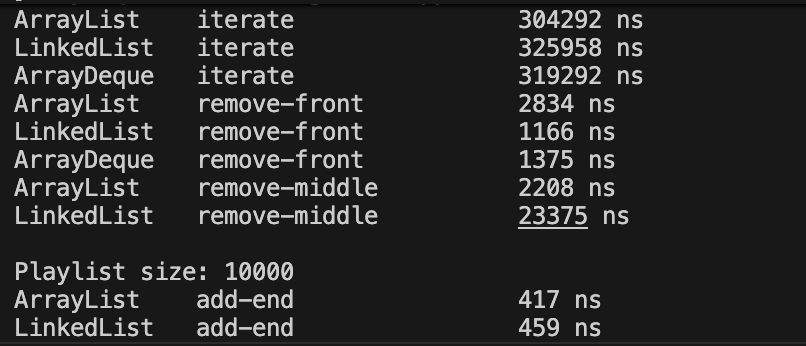 ArrayList    iterate                304292 ns
LinkedList   iterate                325958 ns
ArrayDeque   iterate                319292 ns
ArrayList    remove-front           2834 ns
LinkedList   remove-front           1166 ns
ArrayDeque   remove-front           1375 ns
ArrayList    remove-middle          2208 ns
LinkedList   remove-middle          23375 ns

Playlist size: 10000
ArrayList    add-end                417 ns
LinkedList   add-end                459 ns